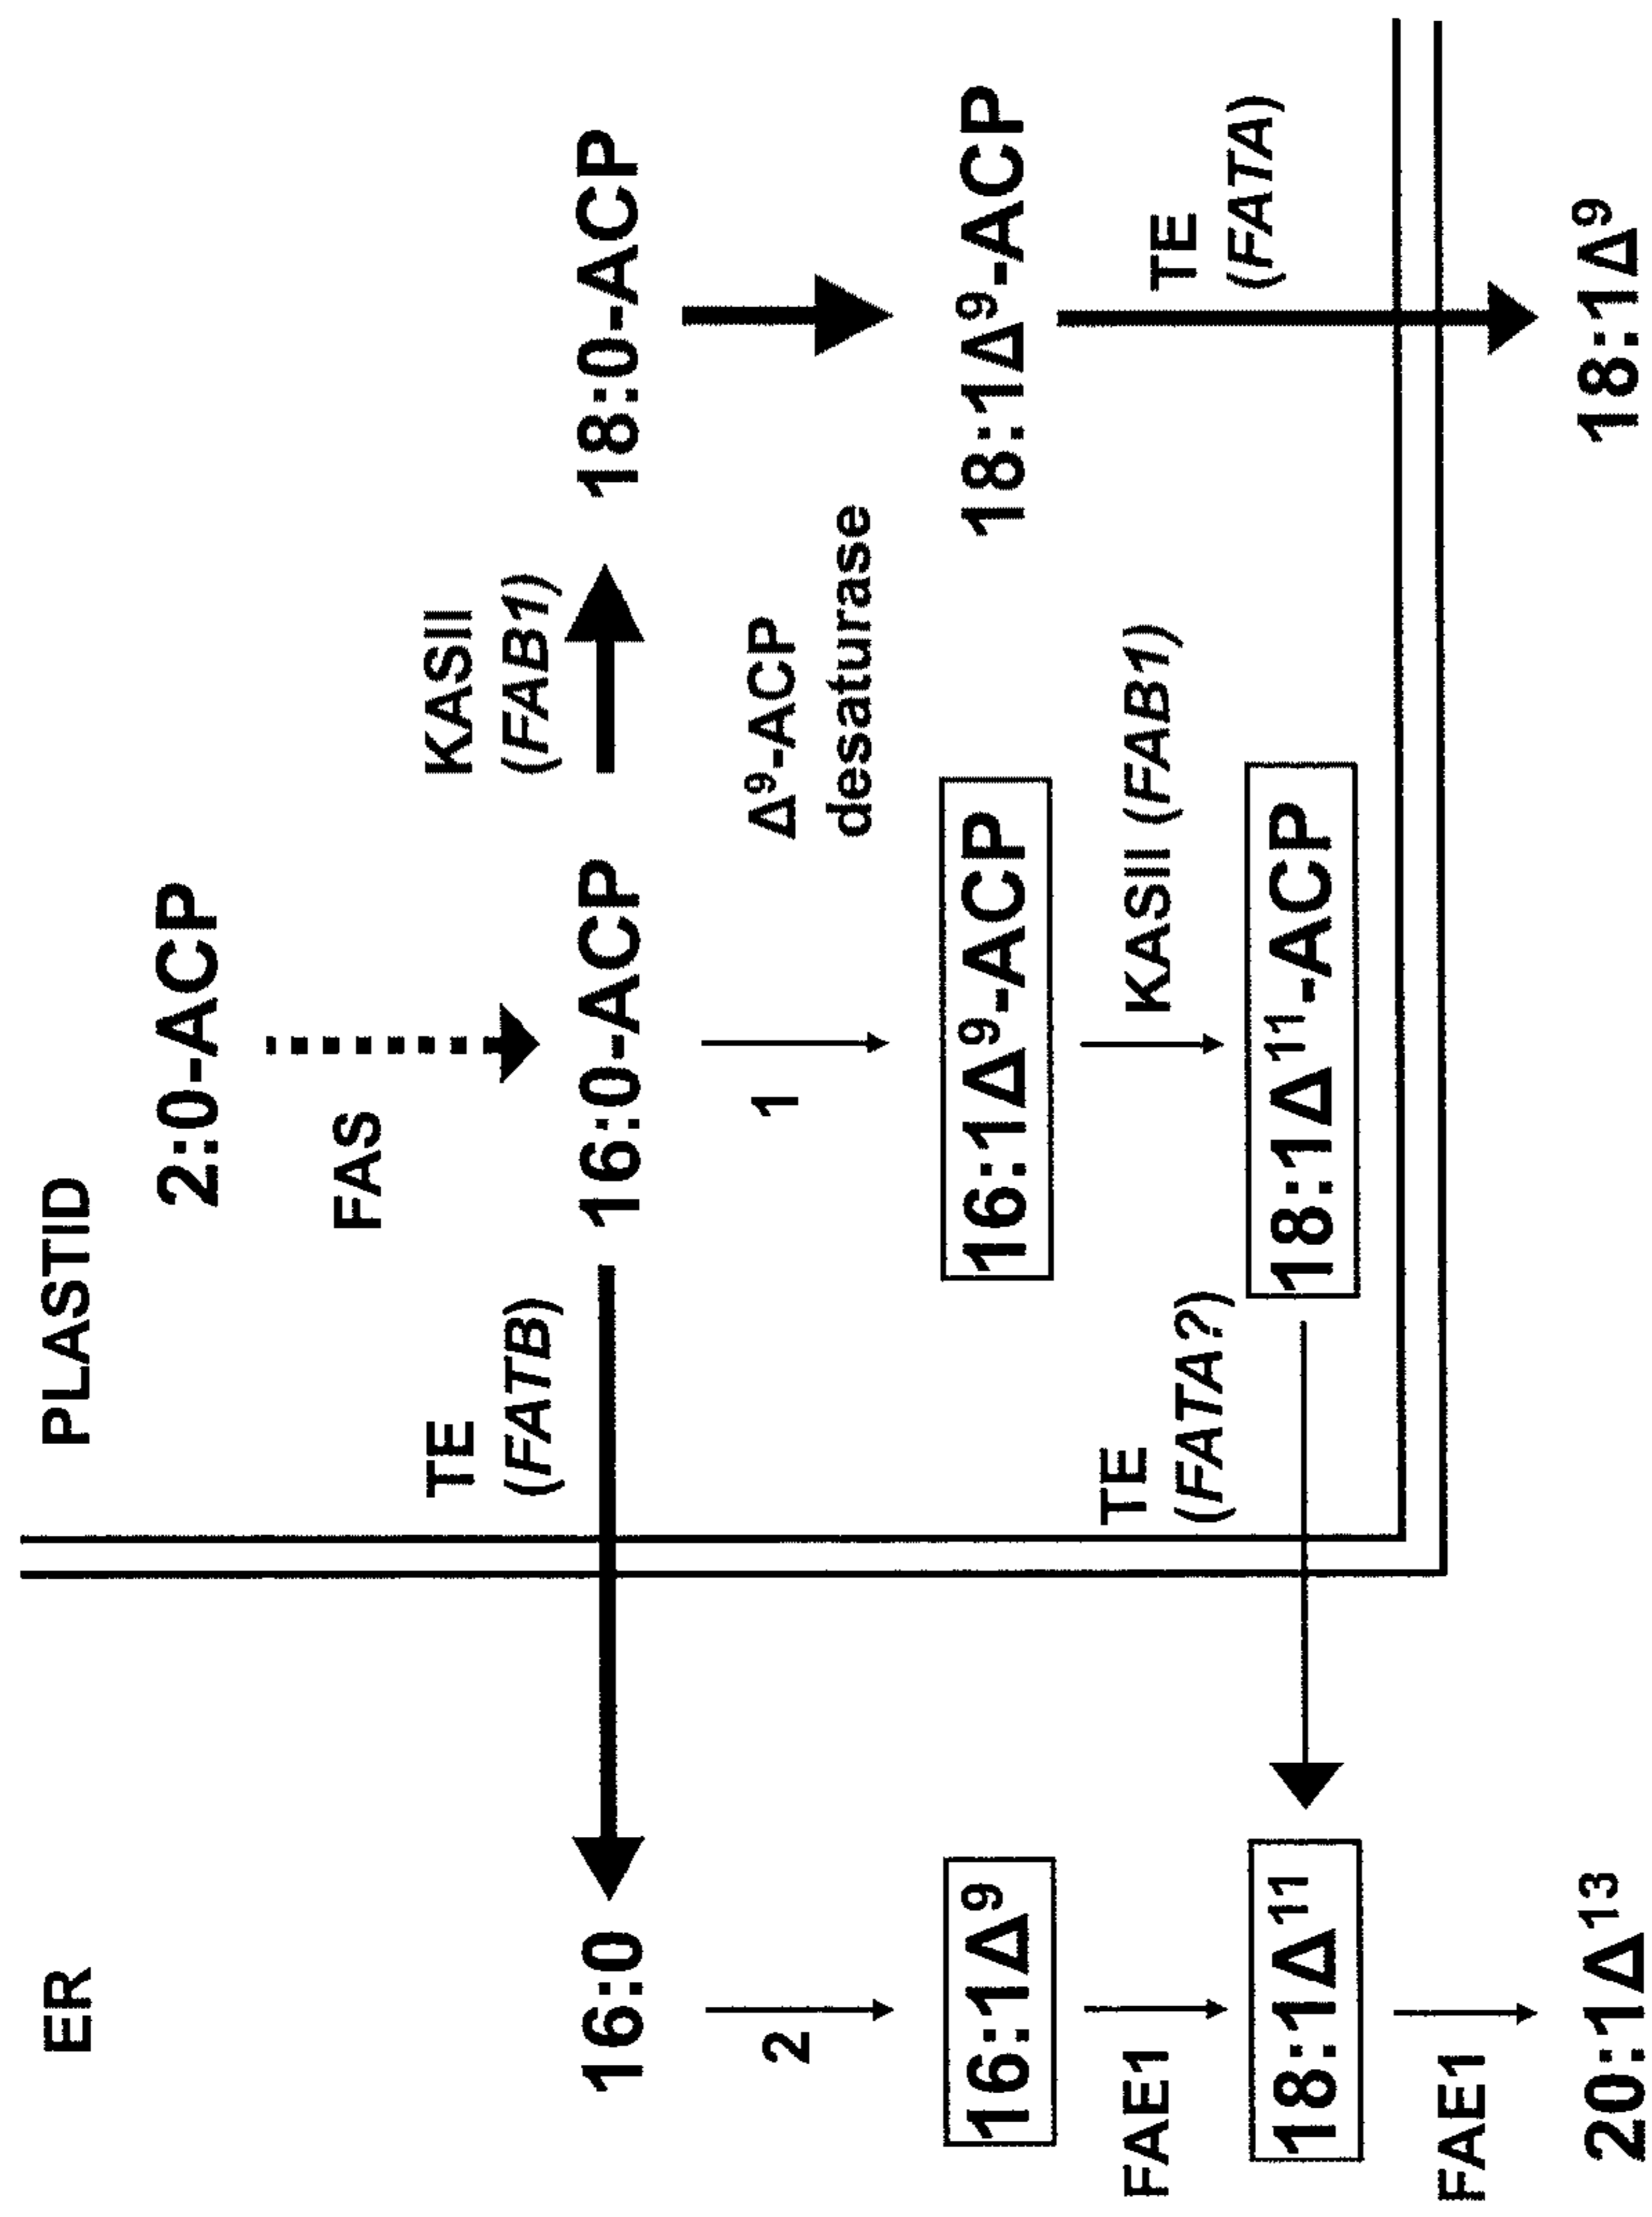 ER
PLASTID
2:0-ACP
FAS
TE
(FATB)
KASII
(FAB1)
16:0
16:0-ACP
18:0-ACP
2
1
Δ⁹-ACP
desaturase
16:1Δ⁹
16:1Δ⁹-ACP
18:1Δ⁹-ACP
FAE1
TE
(FATA?)
KASII (FAB1)
TE
(FATA)
18:1Δ¹¹
18:1Δ¹¹-ACP
FAE1
20:1Δ¹³
18:1Δ⁹